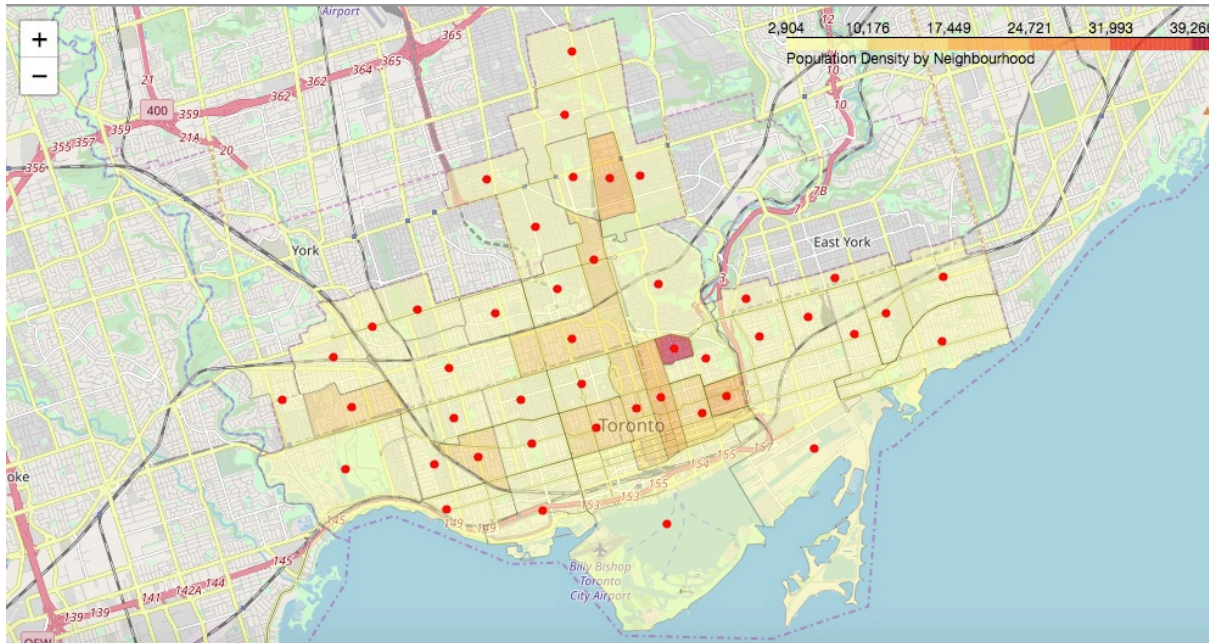 +
−
Airport
365
2,904 10,176 17,449 24,721 31,993 39,266
Population Density by Neighbourhood
12
10
10
21
362
364
365
362
400
359
359
21A
20
355
357
359
356
7B
7
York
East York
3
Toronto
157
154
155
155
153
153
149
149
145
oke
Billy Bishop
Toronto
City Airport
145
144
142A
141
139
139
QEW